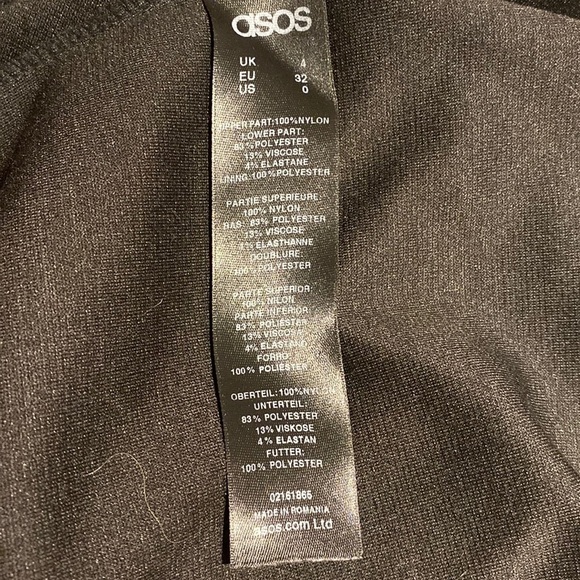 asos
UK 4
EU 32
US 0
UPPER PART:100%NYLON
LOWER PART:
83%POLYESTER
13% VISCOSE
4% ELASTANE
LINING:100%POLYESTER
PARTIE SUPERIEURE:
100% NYLON
BAS: 83% POLYESTER
13% VISCOSE
4% ELASTHANNE
DOUBLURE:
100% POLYESTER
PARTE SUPERIOR:
100% NILON
PARTE INFERIOR
83% POLIESTER
13% VISCOSE
4% ELASTANO
FORRO
100% POLIESTER
OBERTEIL:100%NYLON
UNTERTEIL:
83% POLYESTER
13% VISKOSE
4% ELASTAN
FUTTER:
100% POLYESTER
02161865
MADE IN ROMANIA
asos.com Ltd